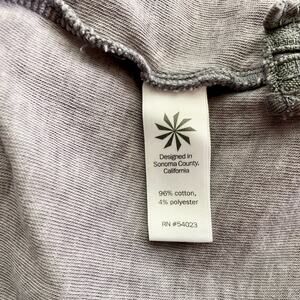 Designed in
Sonoma County,
California
96% cotton,
4% polyester
RN #54023